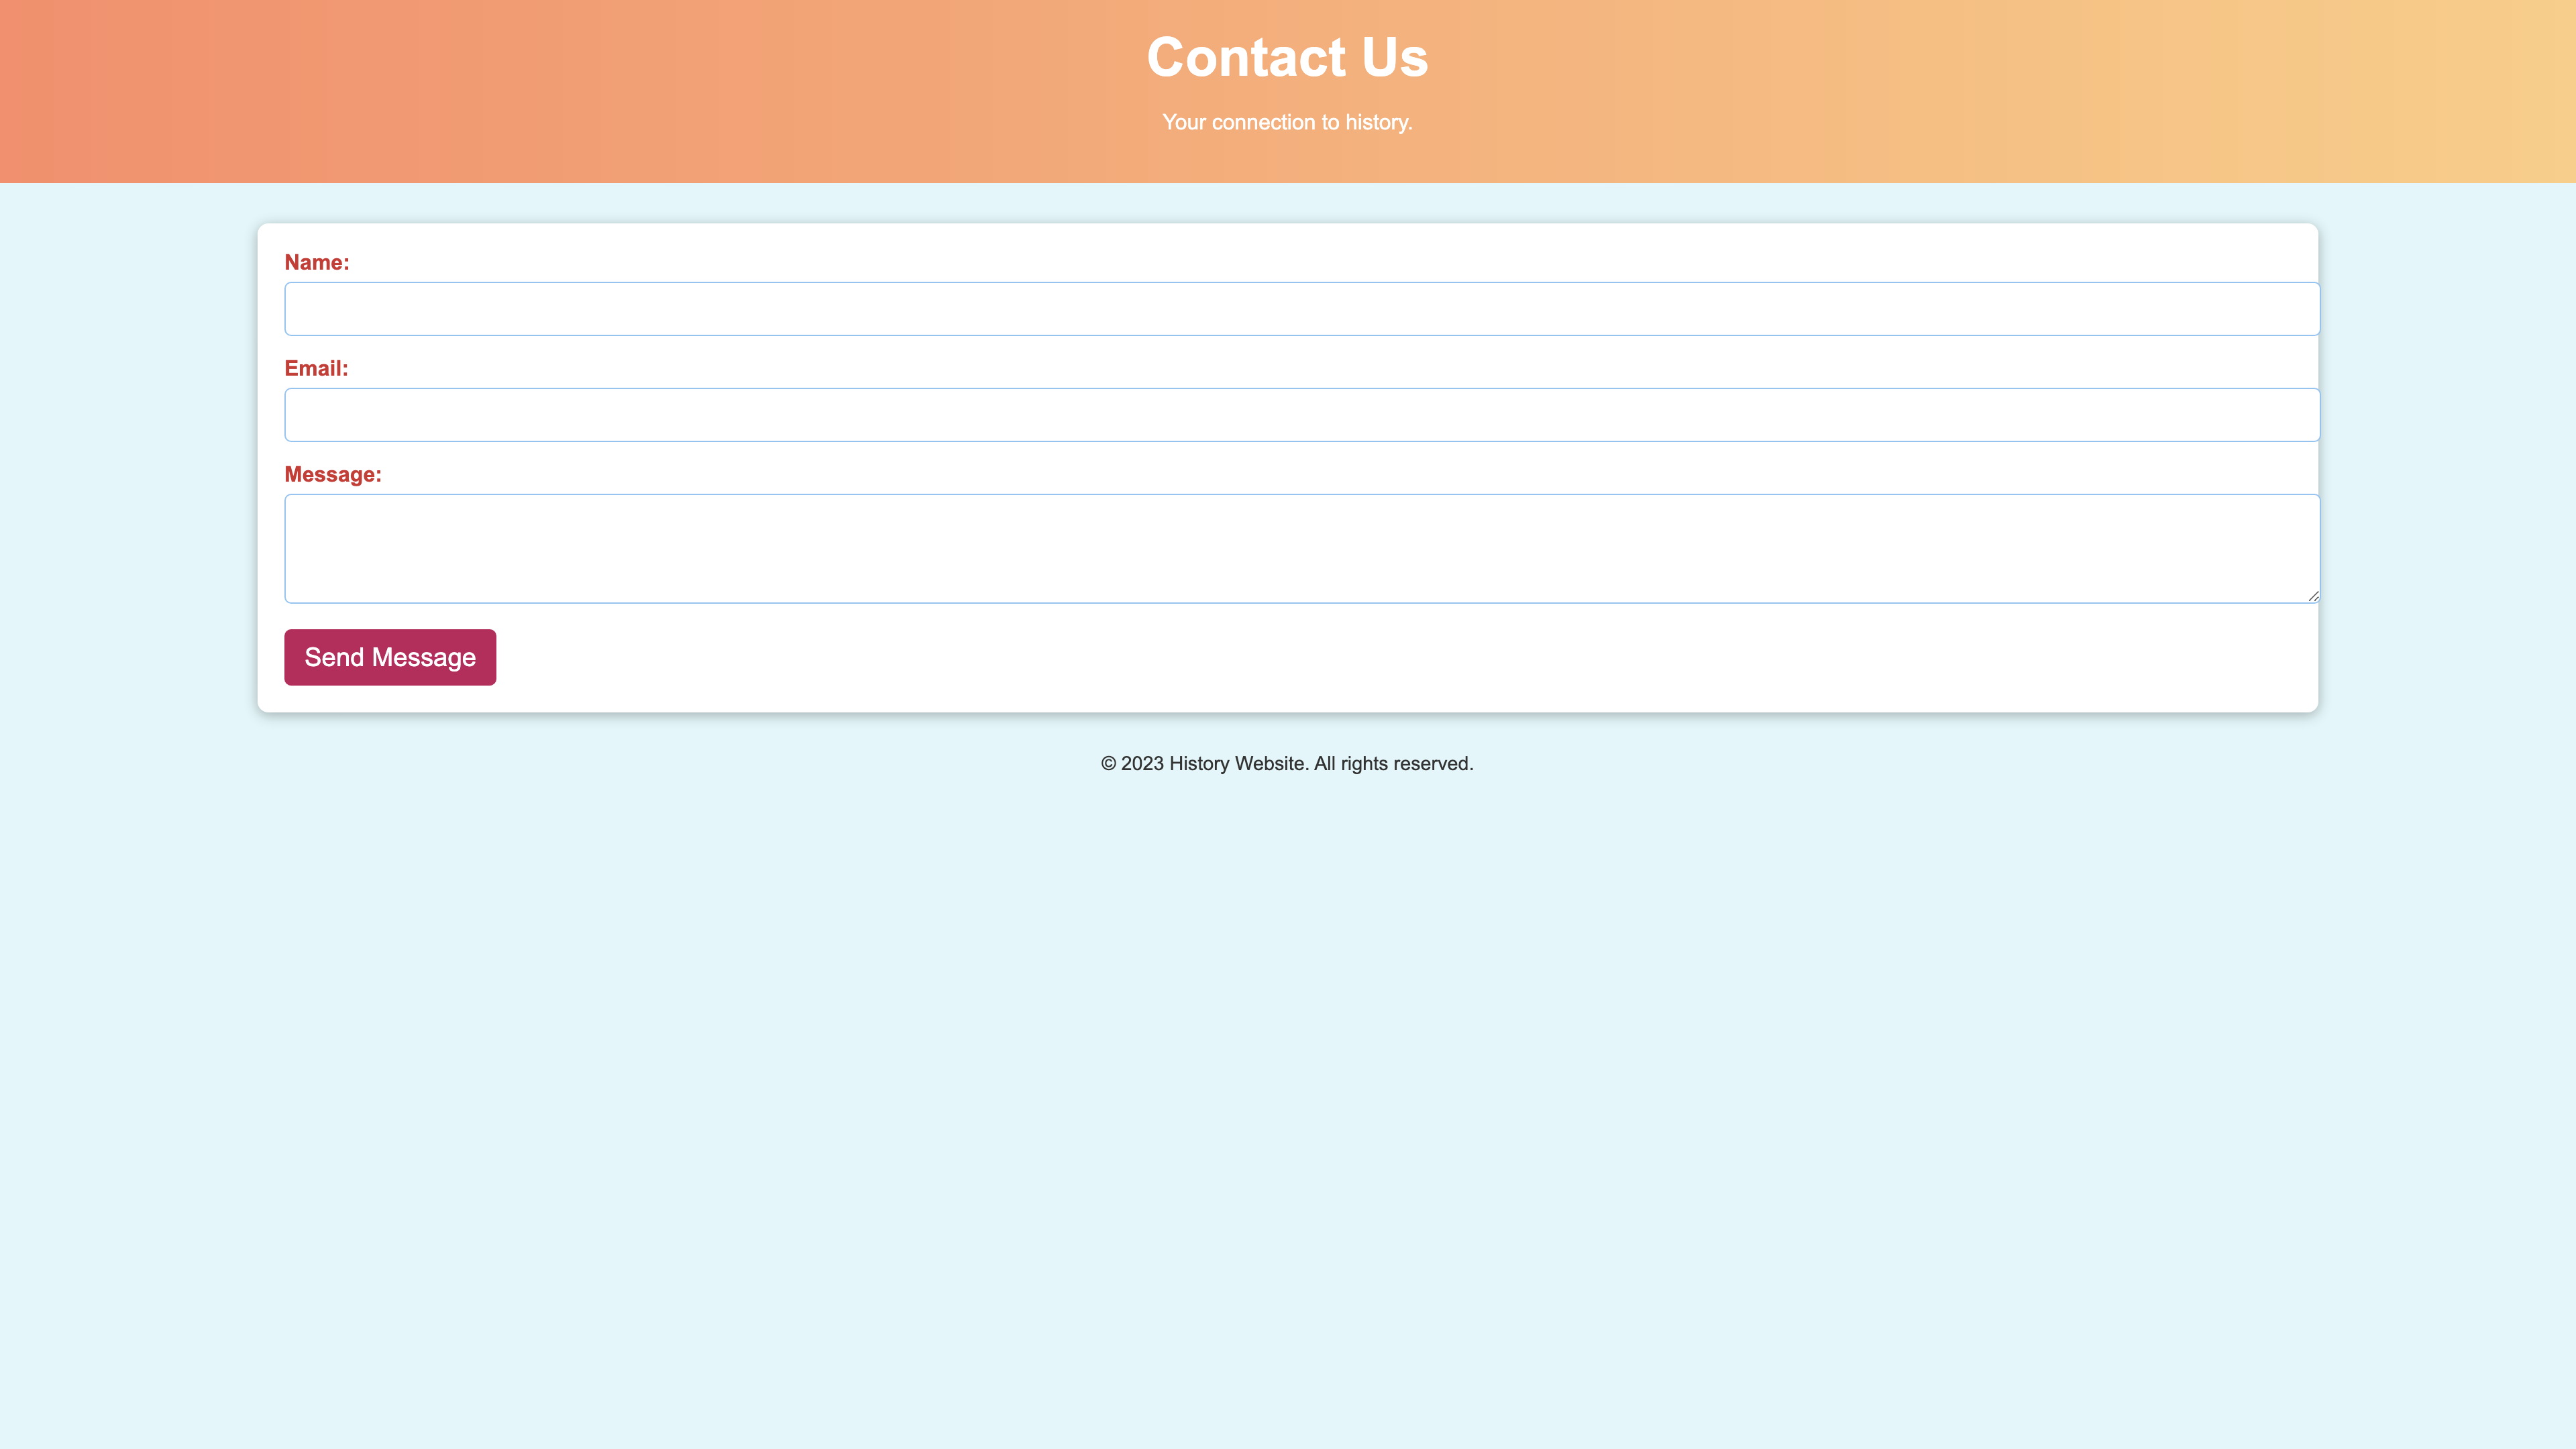 Contact Us
Your connection to history.
Name:
Email:
Message:
Send Message
© 2023 History Website. All rights reserved.